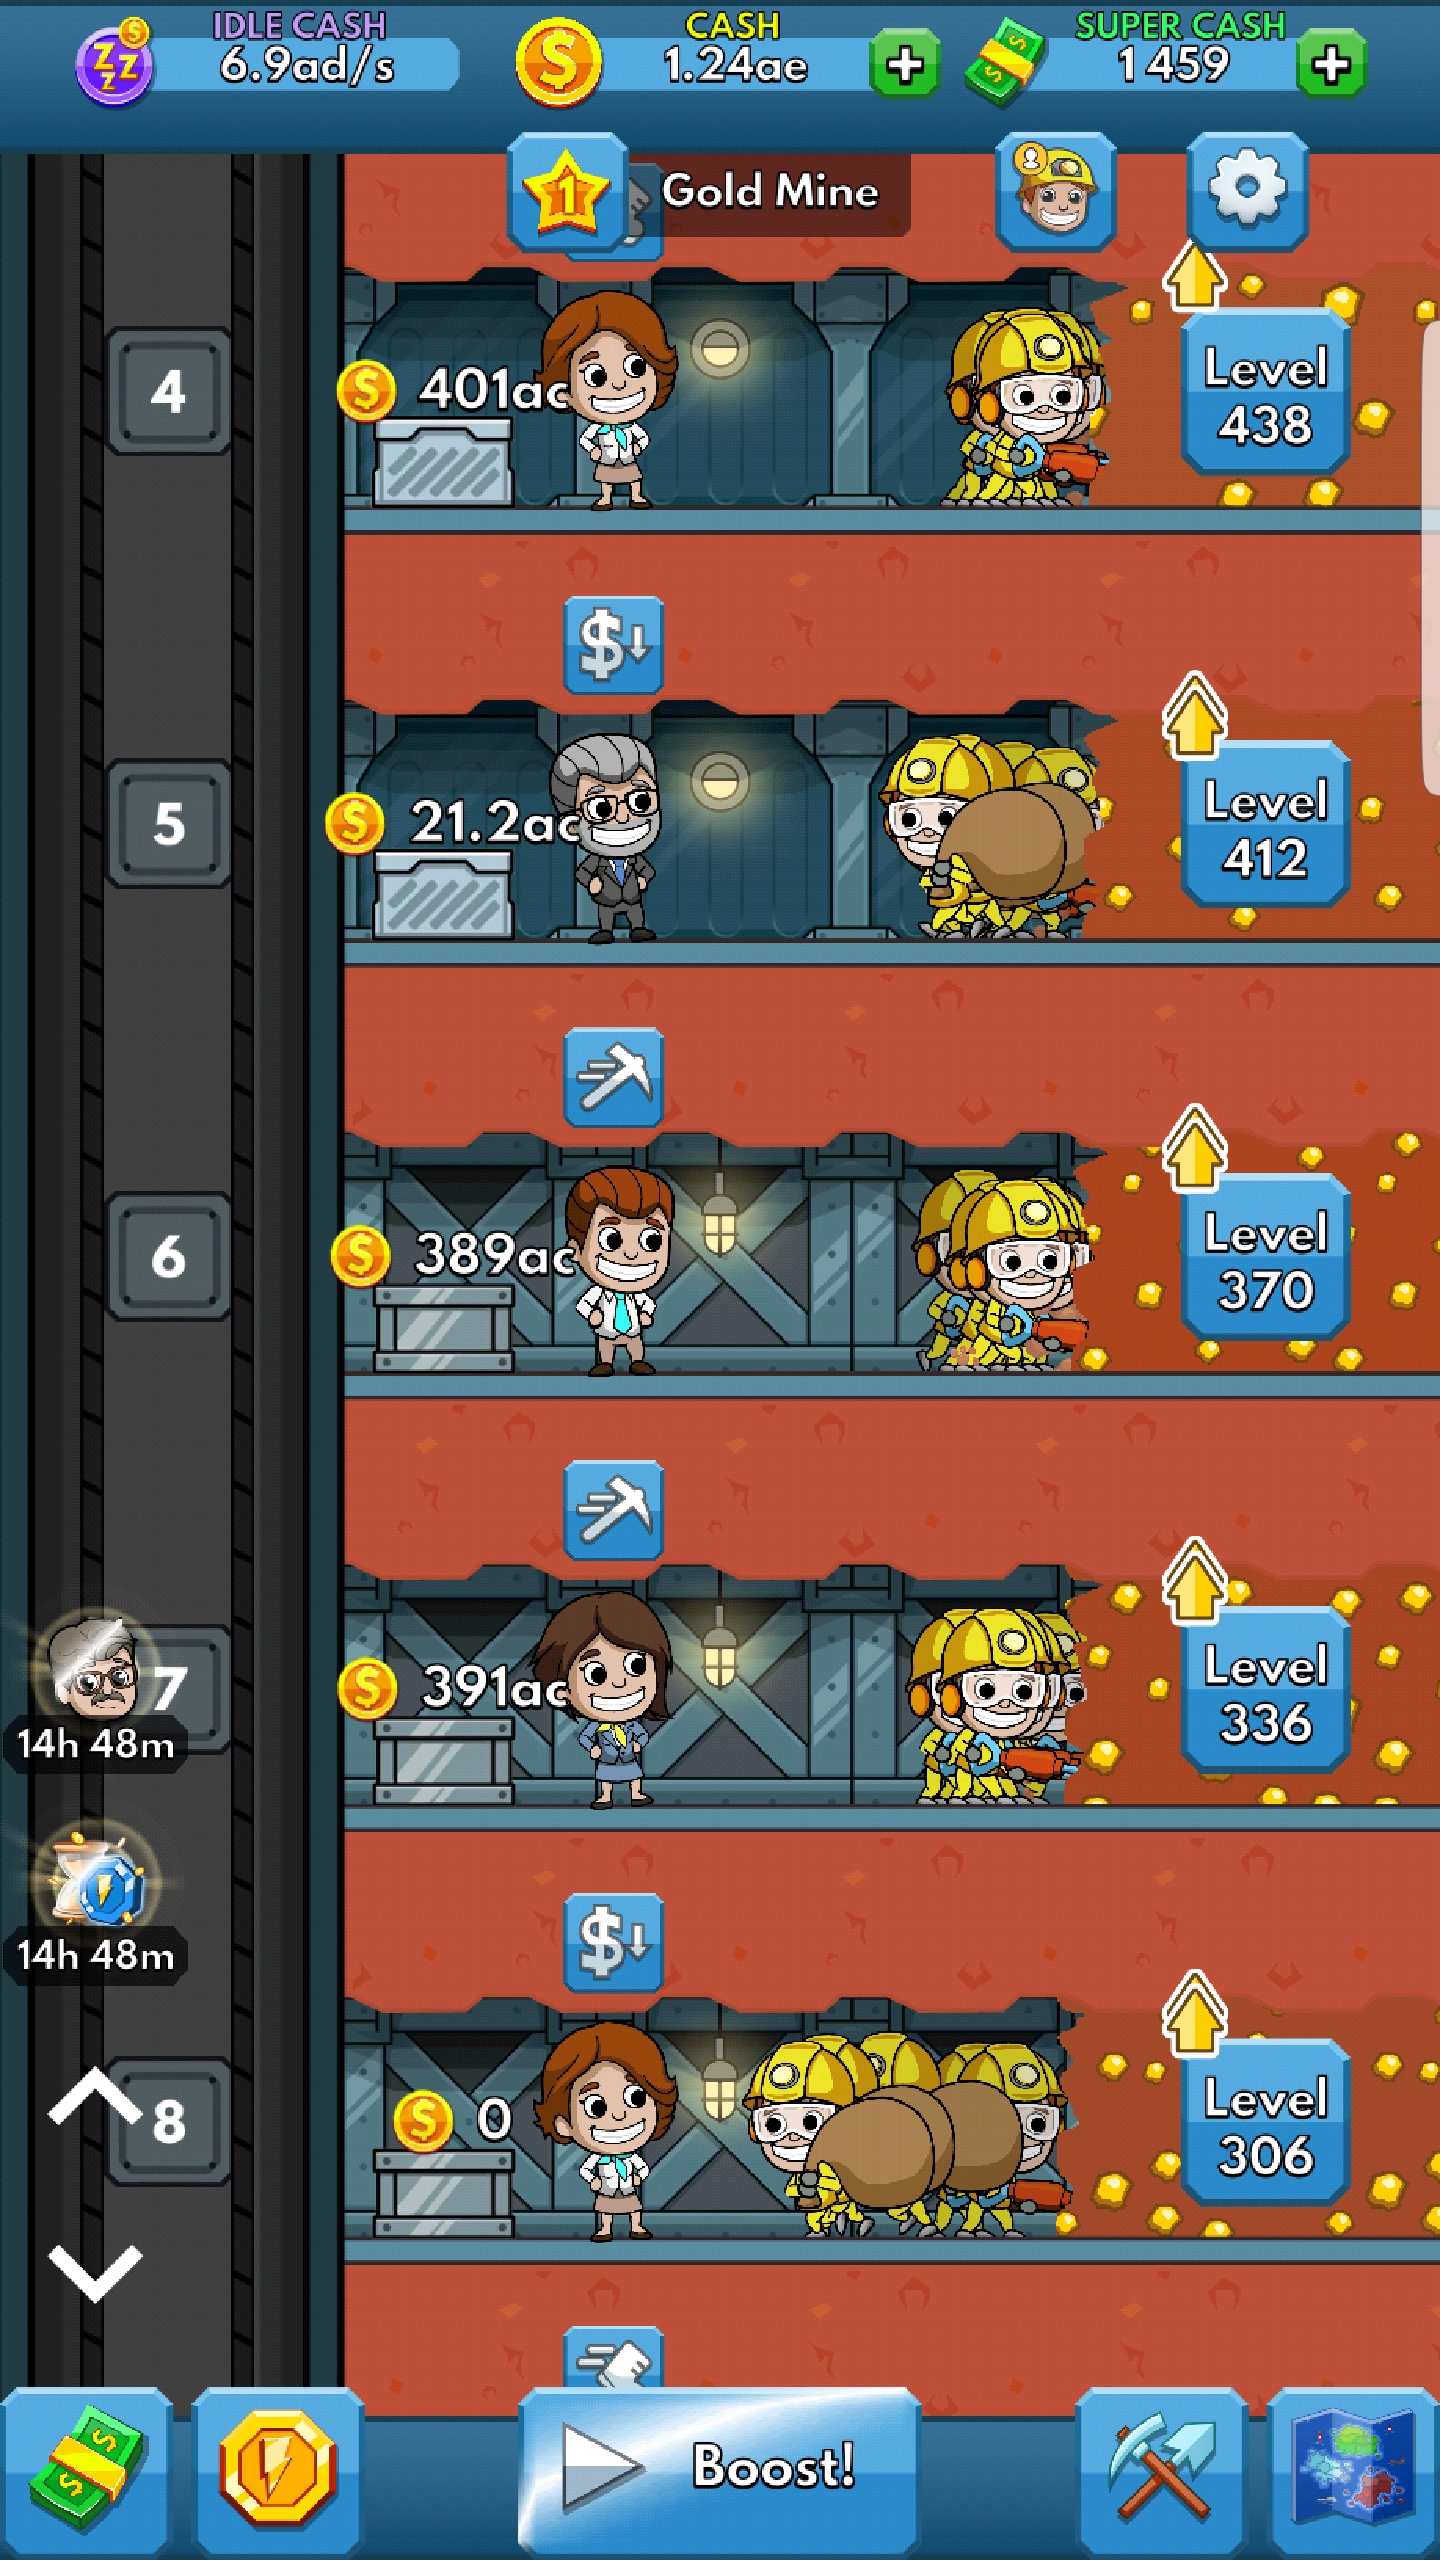 IDLE CASH
6.9ad/s
CASH
1.24ae
SUPER CASH
1 459
1
Gold Mine
4
401ac
Level
438
5
21.2ac
Level
412
6
389ac
Level
370
7
391ac
Level
336
14h 48m
14h 48m
8
0
Level
306
Boost!